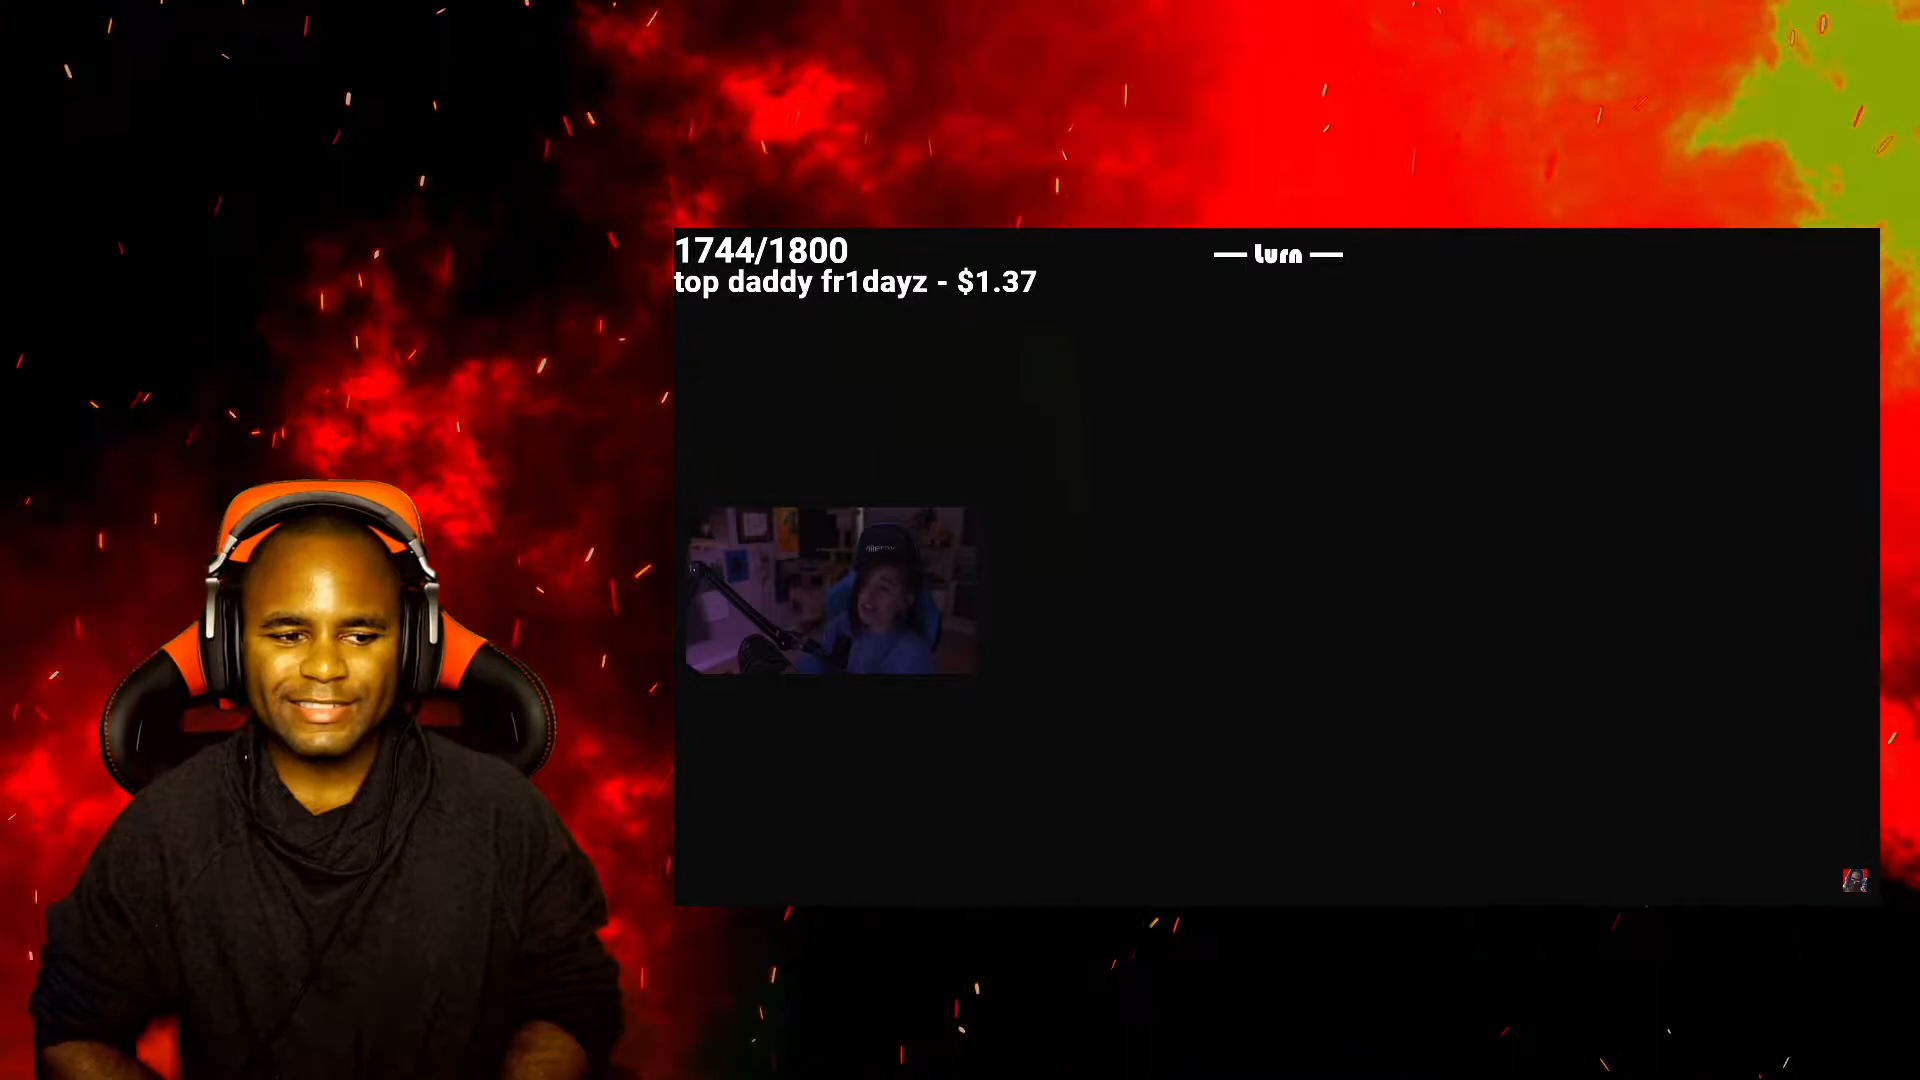 1744/1800
— Lurn —
top daddy fr1dayz - $1.37